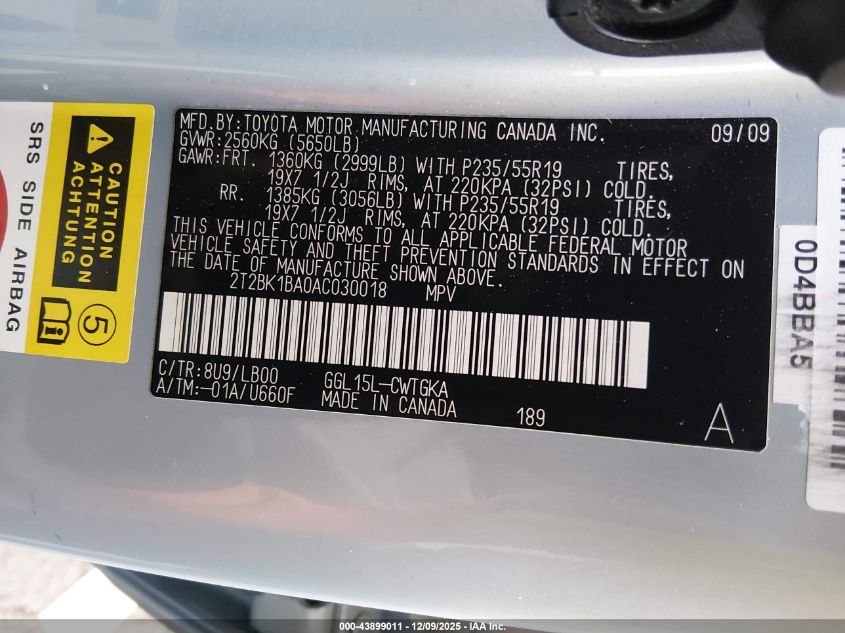 SRS SIDE AIRBAG
CAUTION
ATTENTION
ACHTUNG
5
MFD.BY:TOYOTA MOTOR MANUFACTURING CANADA INC. 09/09
GVWR:2560KG (5650LB)
GAWR:FRT. 1360KG (2999LB) WITH P235/55R19 TIRES,
19X7 1/2J RIMS, AT 220KPA (32PSI) COLD.
RR. 1385KG (3056LB) WITH P235/55R19 TIRES,
19X7 1/2J RIMS, AT 220KPA (32PSI) COLD.
THIS VEHICLE CONFORMS TO ALL APPLICABLE FEDERAL MOTOR
VEHICLE SAFETY AND THEFT PREVENTION STANDARDS IN EFFECT ON
THE DATE OF MANUFACTURE SHOWN ABOVE.
2T2BK1BA0AC030018 MPV
C/TR:8U9/LB00 GGL15L-CWTGKA
A/TM:-01A/U660F MADE IN CANADA 189 A
0D4BBA5
000-43899011 - 12/09/2025 - IAA Inc.